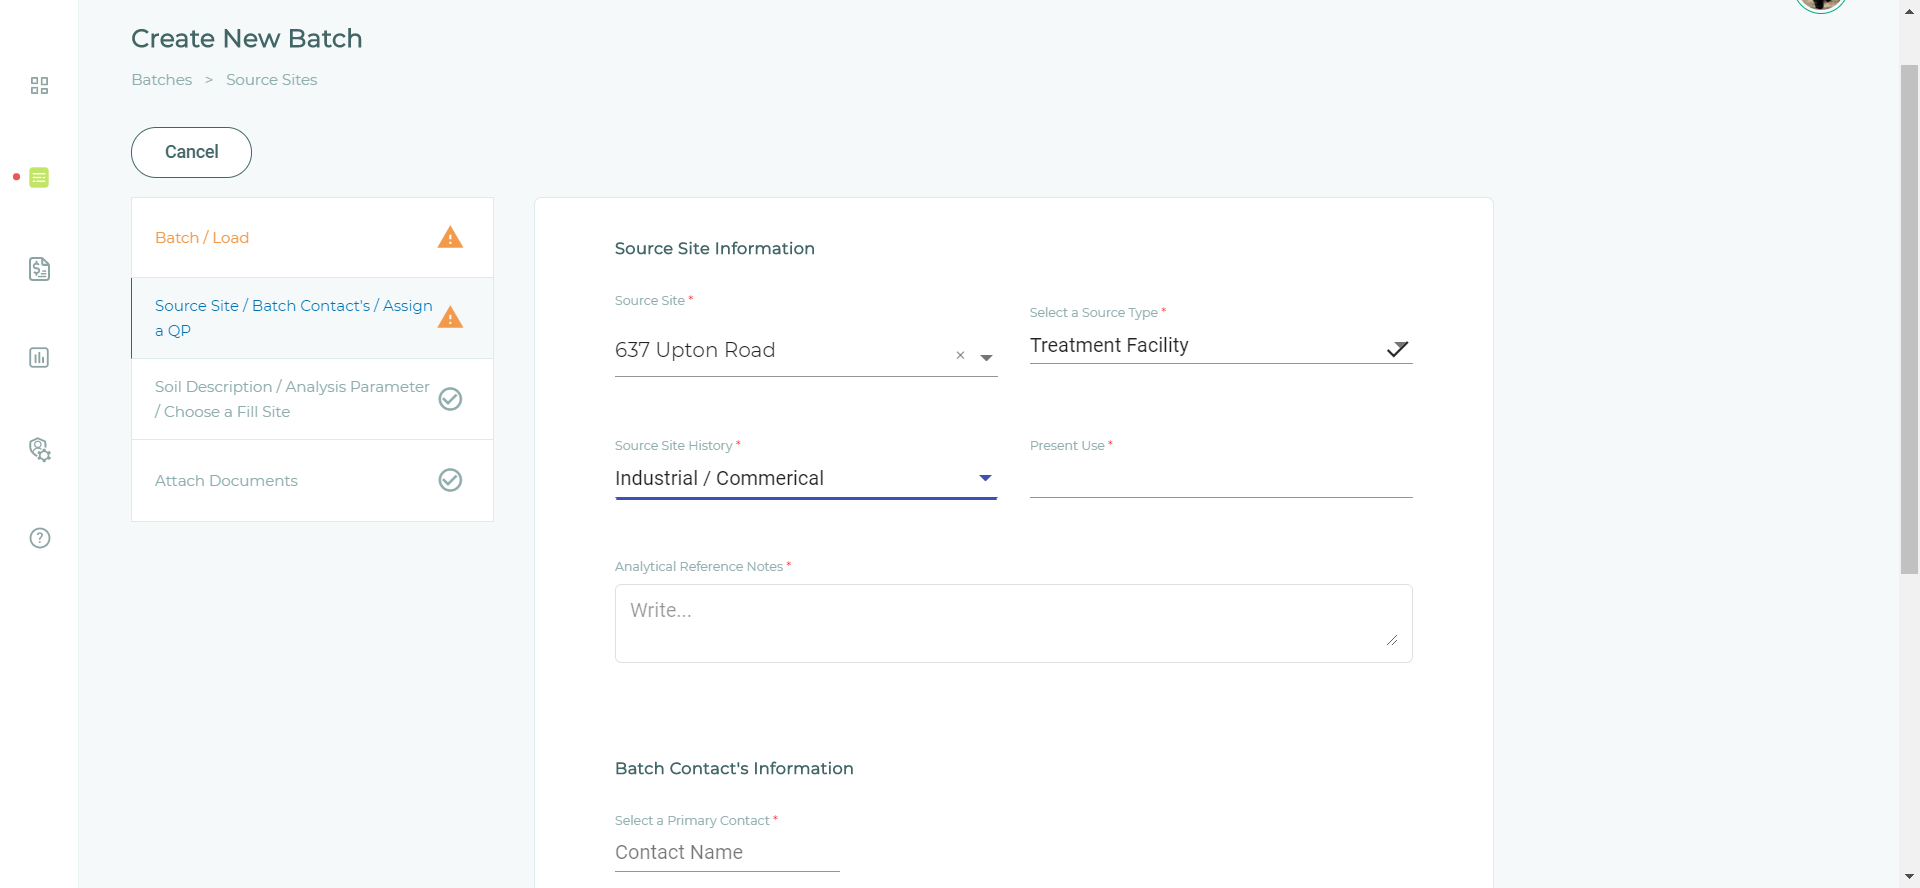 Create New Batch
Batches > Source Sites
Cancel
Batch / Load
Source Site / Batch Contact's / Assign
a QP
Soil Description / Analysis Parameter
/ Choose a Fill Site
Attach Documents
Source Site Information
Source Site *
637 Upton Road
×
Select a Source Type *
Treatment Facility
Source Site History *
Industrial / Commerical
Present Use *
Analytical Reference Notes *
Write...
Batch Contact's Information
Select a Primary Contact *
Contact Name